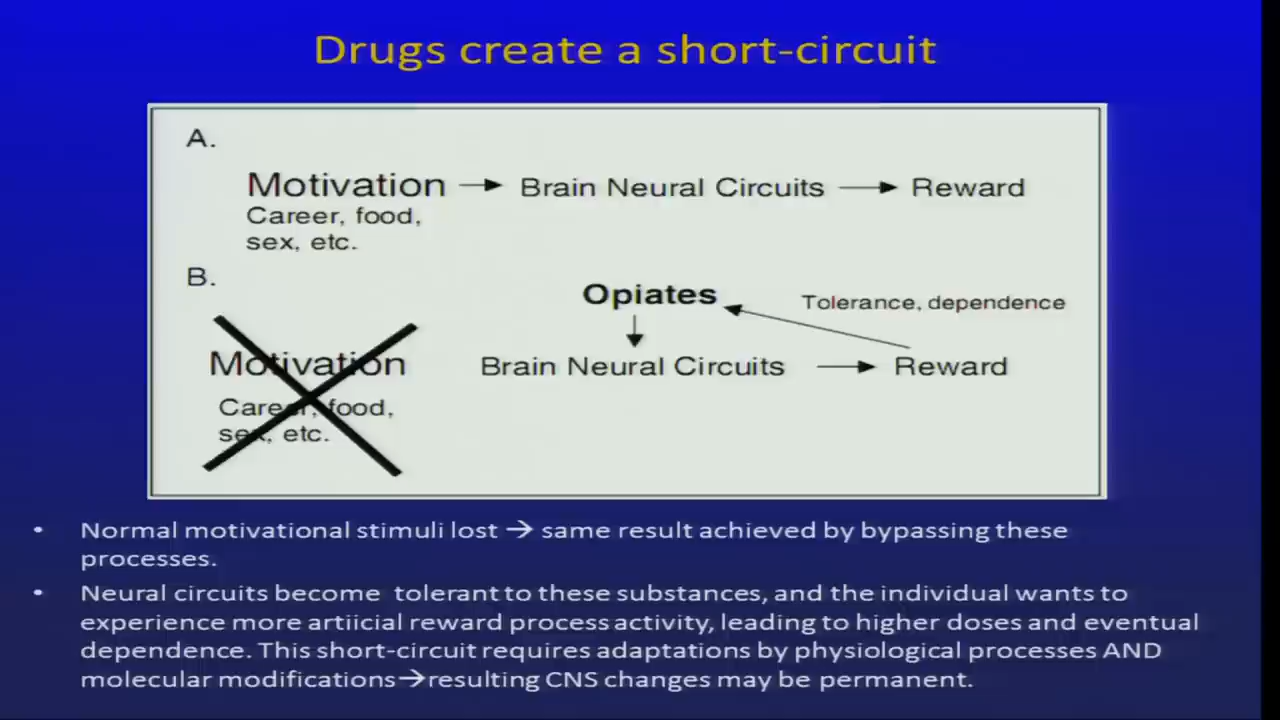 Drugs create a short-circuit
A.
Motivation → Brain Neural Circuits → Reward
Career, food,
sex, etc.
B.
Opiates
Tolerance, dependence
Motivation
Brain Neural Circuits → Reward
Career, food,
sex, etc.
• Normal motivational stimuli lost → same result achieved by bypassing these
processes.
• Neural circuits become tolerant to these substances, and the individual wants to
experience more artiicial reward process activity, leading to higher doses and eventual
dependence. This short-circuit requires adaptations by physiological processes AND
molecular modifications→resulting CNS changes may be permanent.